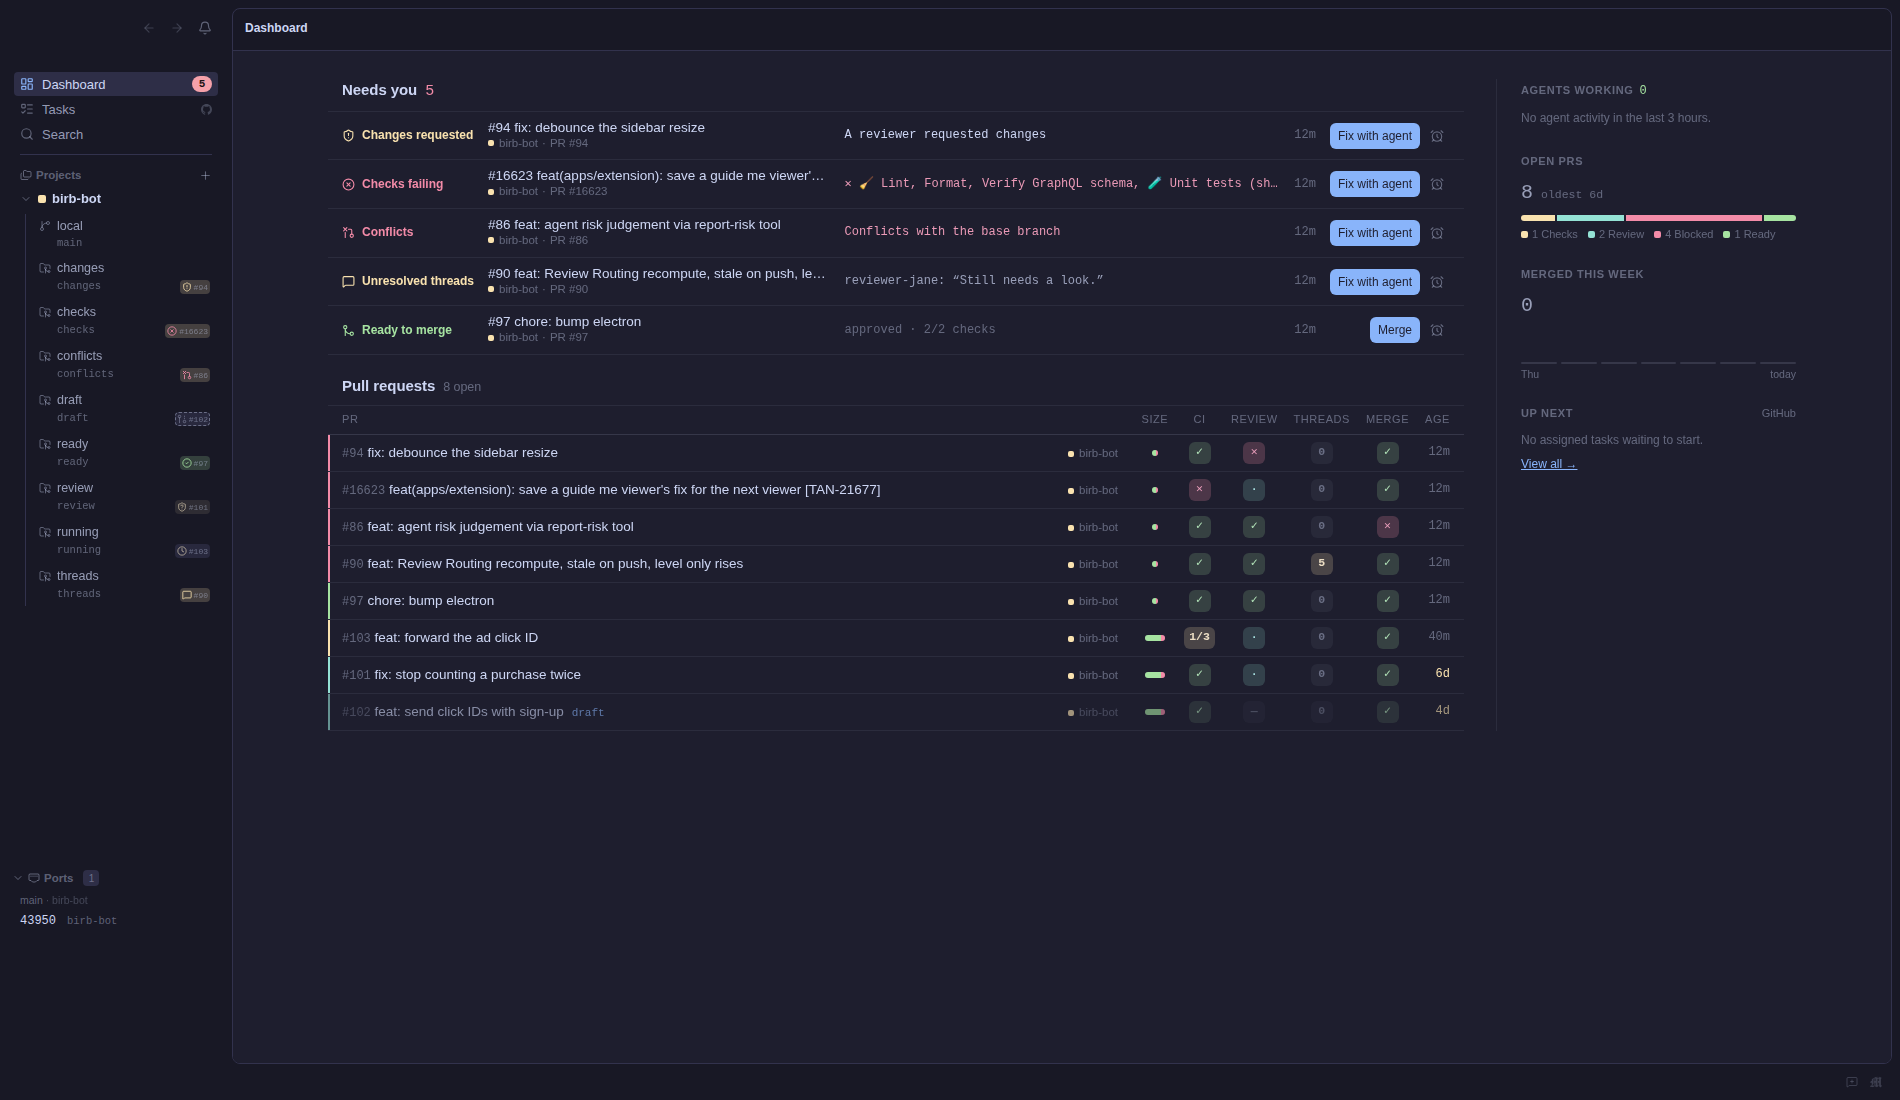 Dashboard
Dashboard 5
Tasks
Search
Projects
birb-bot
local
main
changes
changes #94
checks
checks #16623
conflicts
conflicts #86
draft
draft #102
ready
ready #97
review
review #101
running
running #103
threads
threads #90
Ports 1
main · birb-bot
43950 birb-bot
Needs you 5
Changes requested #94 fix: debounce the sidebar resize A reviewer requested changes 12m Fix with agent
birb-bot · PR #94
Checks failing #16623 feat(apps/extension): save a guide me viewer'… ✕ 🧹 Lint, Format, Verify GraphQL schema, 🧪 Unit tests (sh… 12m Fix with agent
birb-bot · PR #16623
Conflicts #86 feat: agent risk judgement via report-risk tool Conflicts with the base branch 12m Fix with agent
birb-bot · PR #86
Unresolved threads #90 feat: Review Routing recompute, stale on push, le… reviewer-jane: “Still needs a look.” 12m Fix with agent
birb-bot · PR #90
Ready to merge #97 chore: bump electron approved · 2/2 checks 12m Merge
birb-bot · PR #97
Pull requests 8 open
PR SIZE CI REVIEW THREADS MERGE AGE
#94 fix: debounce the sidebar resize birb-bot ✓ ✕ 0 ✓ 12m
#16623 feat(apps/extension): save a guide me viewer's fix for the next viewer [TAN-21677] birb-bot ✕ · 0 ✓ 12m
#86 feat: agent risk judgement via report-risk tool birb-bot ✓ ✓ 0 ✕ 12m
#90 feat: Review Routing recompute, stale on push, level only rises birb-bot ✓ ✓ 5 ✓ 12m
#97 chore: bump electron birb-bot ✓ ✓ 0 ✓ 12m
#103 feat: forward the ad click ID birb-bot 1/3 · 0 ✓ 40m
#101 fix: stop counting a purchase twice birb-bot ✓ · 0 ✓ 6d
#102 feat: send click IDs with sign-up draft birb-bot ✓ – 0 ✓ 4d
AGENTS WORKING 0
No agent activity in the last 3 hours.
OPEN PRS
8 oldest 6d
1 Checks 2 Review 4 Blocked 1 Ready
MERGED THIS WEEK
0
Thu today
UP NEXT GitHub
No assigned tasks waiting to start.
View all →